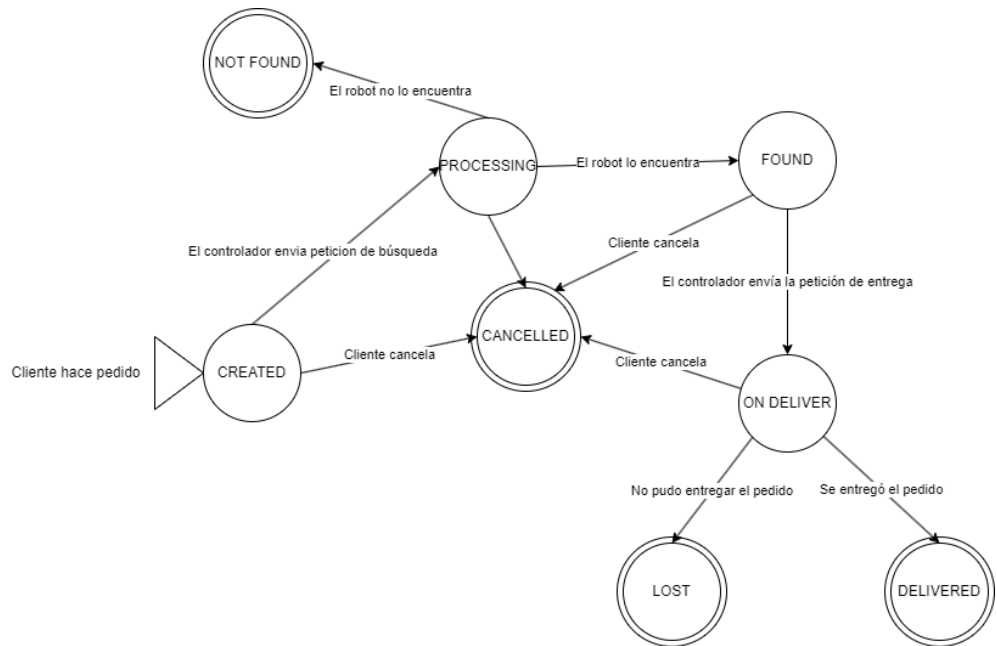 NOT FOUND
El robot no lo encuentra
PROCESSING
El robot lo encuentra
FOUND
Cliente cancela
El controlador envia peticion de búsqueda
El controlador envía la petición de entrega
CANCELLED
Cliente cancela
Cliente cancela
Cliente hace pedido
CREATED
ON DELIVER
No pudo entregar el pedido
Se entregó el pedido
LOST
DELIVERED